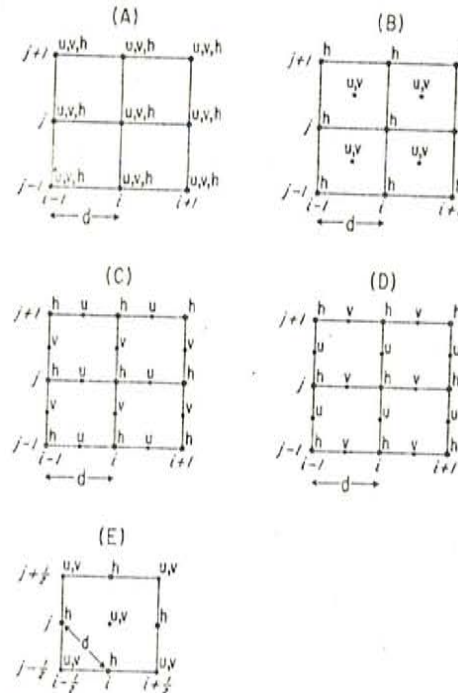 (A)
j+1 u,v,h u,v,h u,v,h
j u,v,h u,v,h u,v,h
j-1 u,v,h u,v,h u,v,h
i-1 i i+1
d
(B)
j+1 h h
u,v u,v
j h h
u,v u,v
j-1 h h
i-1 i i+1
d
(C)
j+1 h u h u h
v v v
j h u h u h
v v v
j-1 h u h u h
i-1 i i+1
d
(D)
j+1 h v h v h
u u u
j h v h v h
u u u
j-1 h v h v h
i-1 i i+1
d
(E)
j+½ u,v h u,v
j h u,v h
d
j-½ u,v h u,v
i-½ i i+½